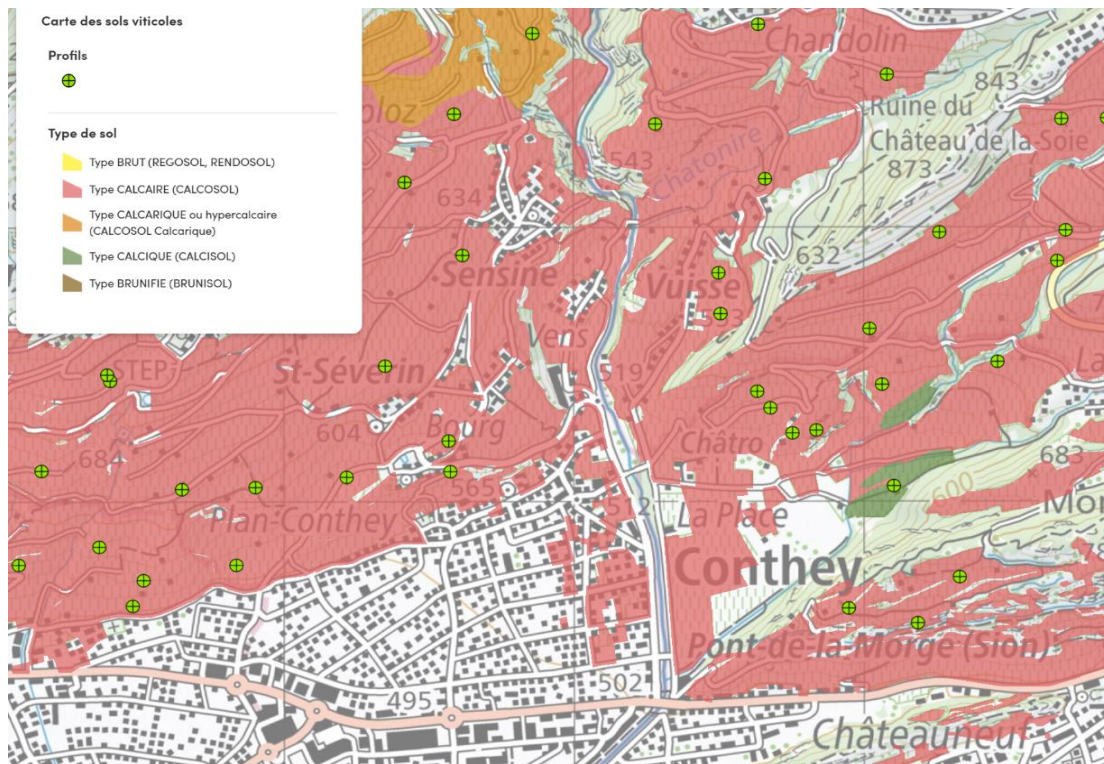 Carte des sols viticoles
Profils
Type de sol
Type BRUT (REGOSOL, RENDOSOL)
Type CALCAIRE (CALCOSOL)
Type CALCARIQUE ou hypercalcaire
(CALCOSOL Calcarique)
Type CALCIQUE (CALCISOL)
Type BRUNIFIE (BRUNISOL)
Chandolin
843
oloz
Ruine du
Château de la-Soie
543
873
Chatonire
634
632
Sensine
Vuisse
Vens
STEP
St-Séverin
519
604
Bourg
Châtro
684
683
565
600
Plan-Conthey
512
La Place
Mor
Conthey
Pont-de-la-Morge (Sion)
502
495
Châteauneuf